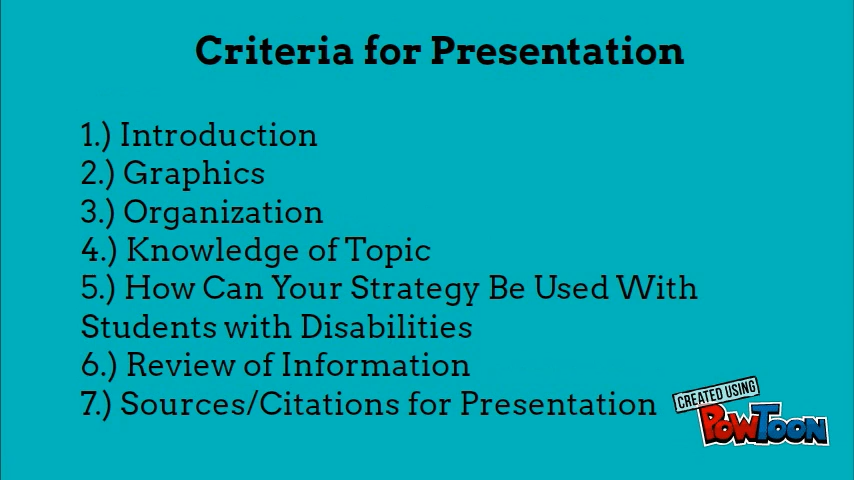 Criteria for Presentation
1.) Introduction
2.) Graphics
3.) Organization
4.) Knowledge of Topic
5.) How Can Your Strategy Be Used With
Students with Disabilities
6.) Review of Information
7.) Sources/Citations for Presentation
CREATED USING
POWTOON